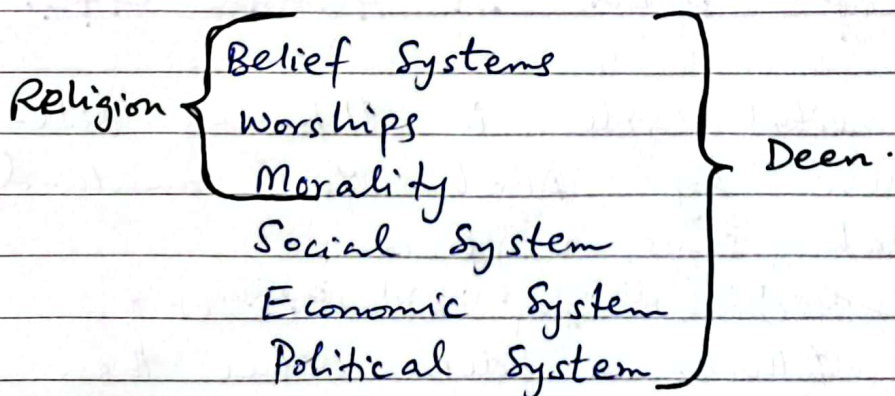 Belief Systems
Religion
Worships
Morality
Deen.
Social System
Economic System
Political System